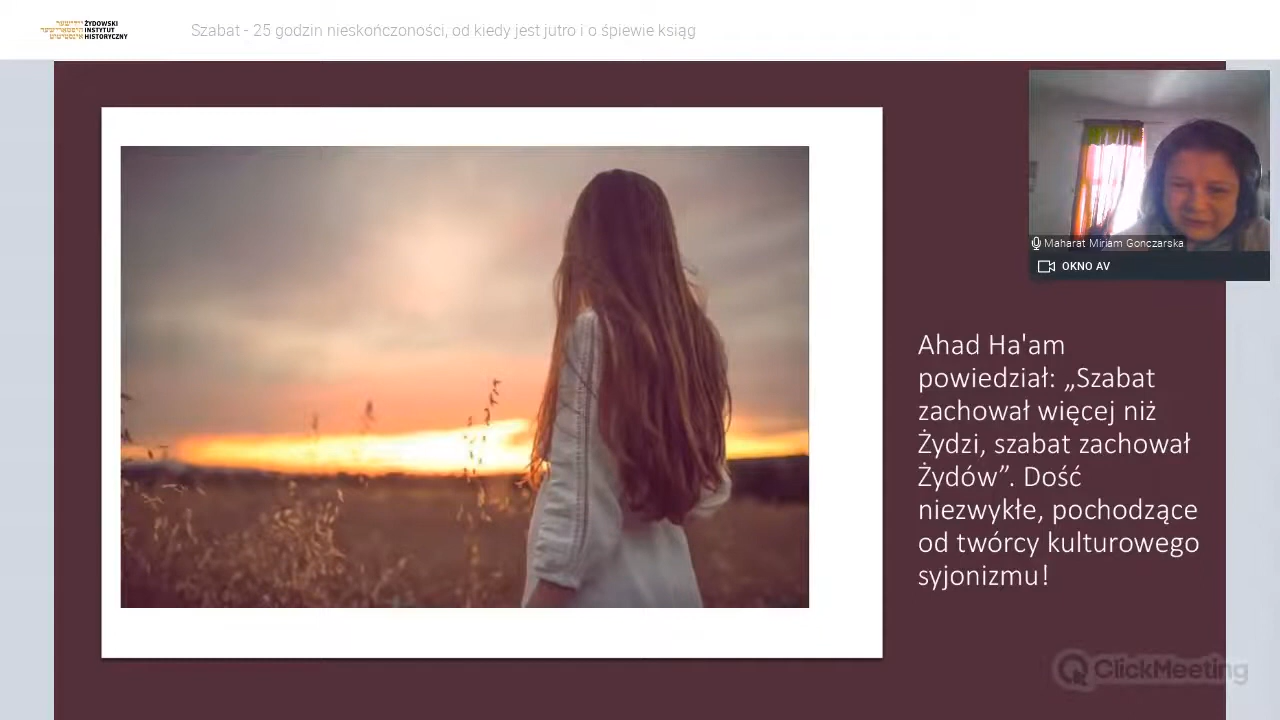 ŻYDOWSKI
INSTYTUT
HISTORYCZNY
Szabat - 25 godzin nieskończoności, od kiedy jest jutro i o śpiewie ksiąg
Maharat Miriam Gonczarska
OKNO AV
Ahad Ha'am
powiedział: „Szabat
zachował więcej niż
Żydzi, szabat zachował
Żydów”. Dość
niezwykłe, pochodzące
od twórcy kulturowego
syjonizmu!
ClickMeeting